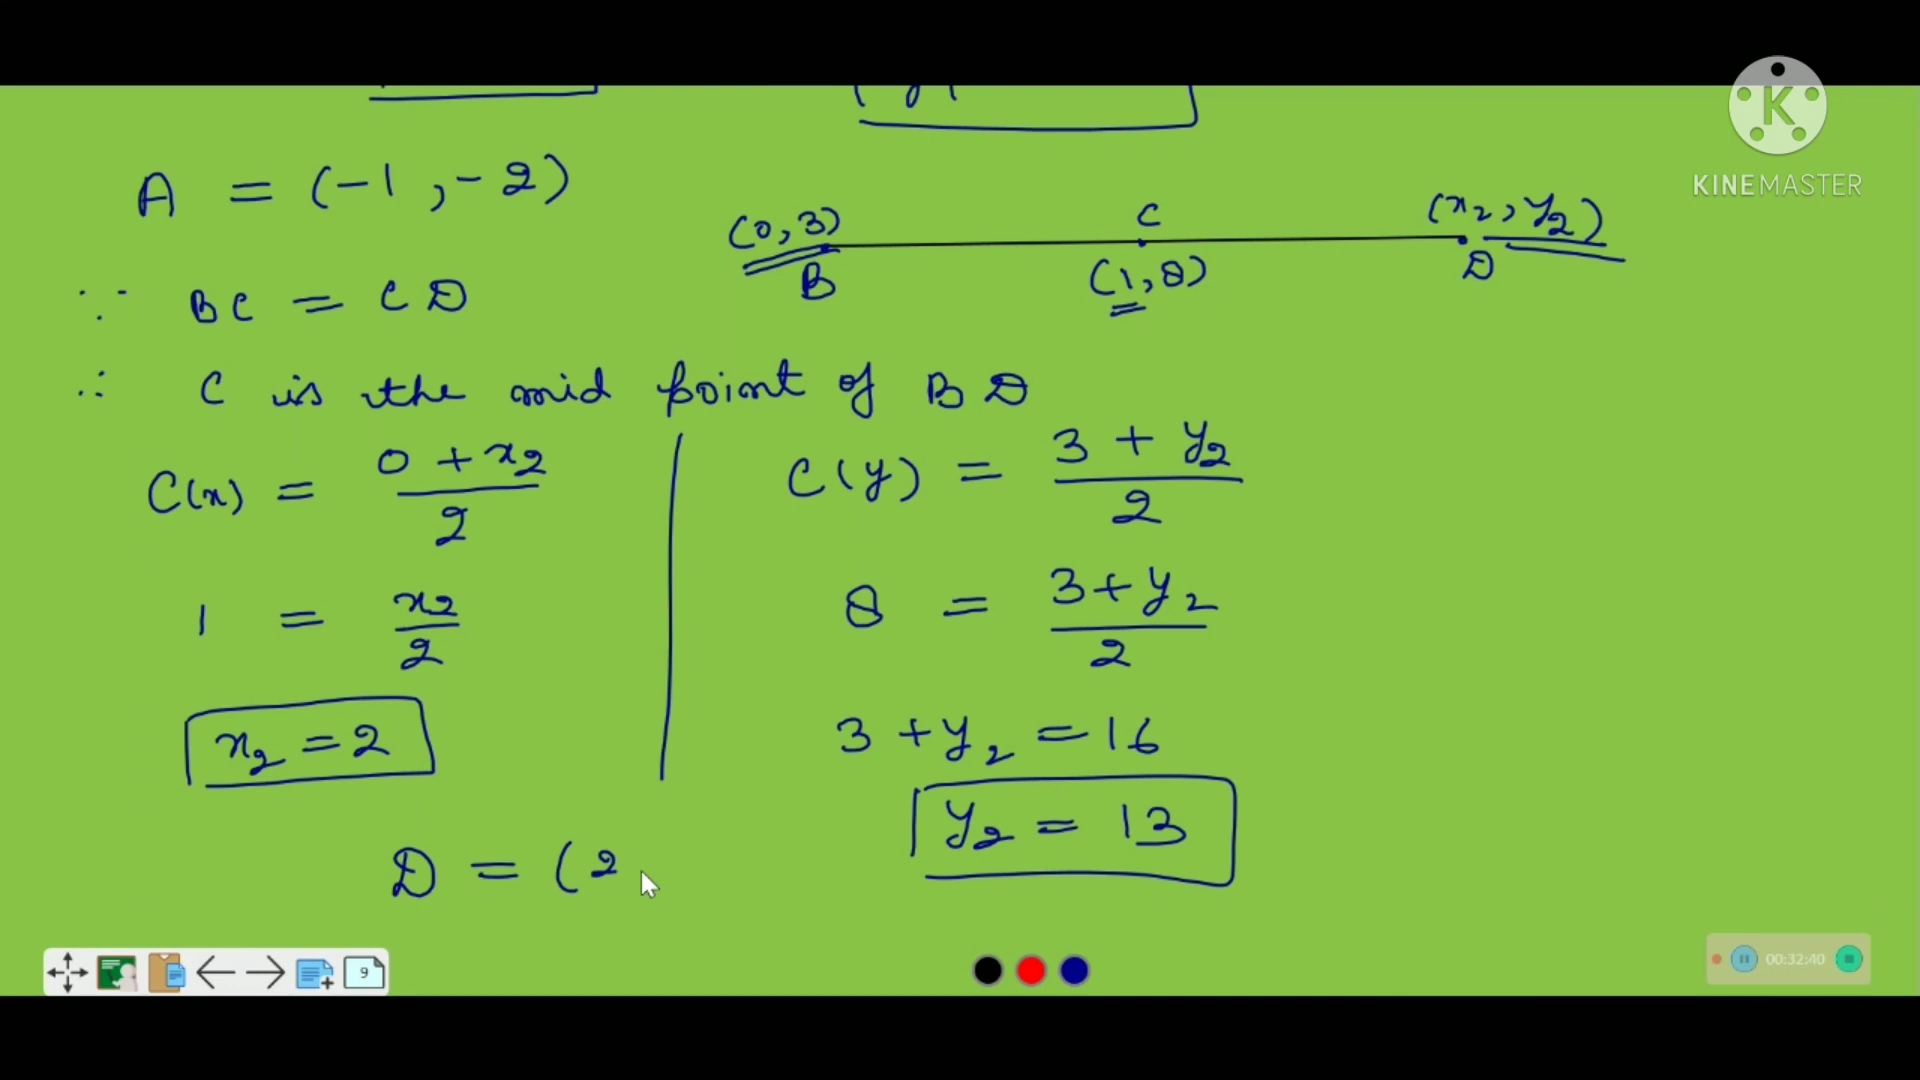 A = (-1, -2)
(0, 3)
B
C
(1, 8)
(x₂, y₂)
D
∵ BC = CD
∴ C is the mid point of BD
C(x) = (0 + x₂)/2
1 = x₂/2
x₂ = 2
C(y) = (3 + y₂)/2
8 = (3 + y₂)/2
3 + y₂ = 16
y₂ = 13
D = (2
K
KINEMASTER
9
00:32:40